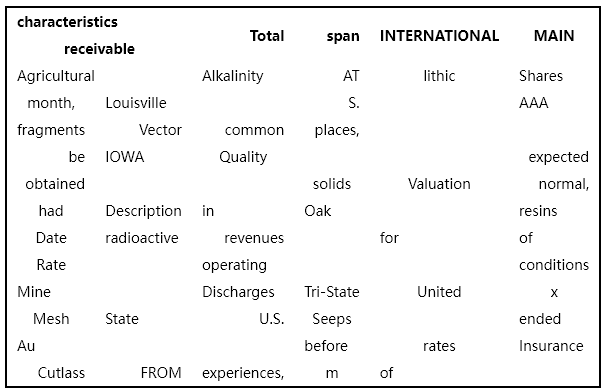 characteristics
receivable Total span INTERNATIONAL MAIN
Agricultural Alkalinity AT lithic Shares
month, Louisville S. AAA
fragments Vector common places,
be IOWA Quality expected
obtained solids Valuation normal,
had Description in Oak resins
Date radioactive revenues for of
Rate operating conditions
Mine Discharges Tri-State United x
Mesh State U.S. Seeps ended
Au before rates Insurance
Cutlass FROM experiences, m of